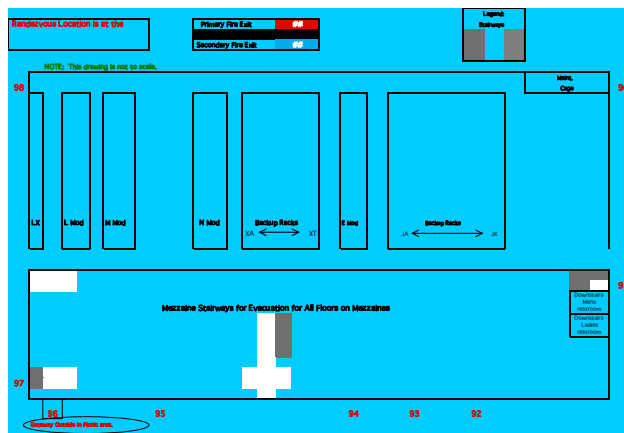 Rendezvous Location is at the
Primary Fire Exit ##
Secondary Fire Exit ##
Legend:
Stairways
NOTE: This drawing is not to scale.
Maint.
Cage
98
LX
L Mod
M Mod
N Mod
Backup Racks
XA XT
E Mod
Backup Racks
JA JX
Mezzaine Stairways for Evacuation for All Floors on Mezzaines
Downstairs
Mens
restroom
Downstairs
Ladies
restroom
97
96
95
94
93
92
Gateway Outside in Picnic area.